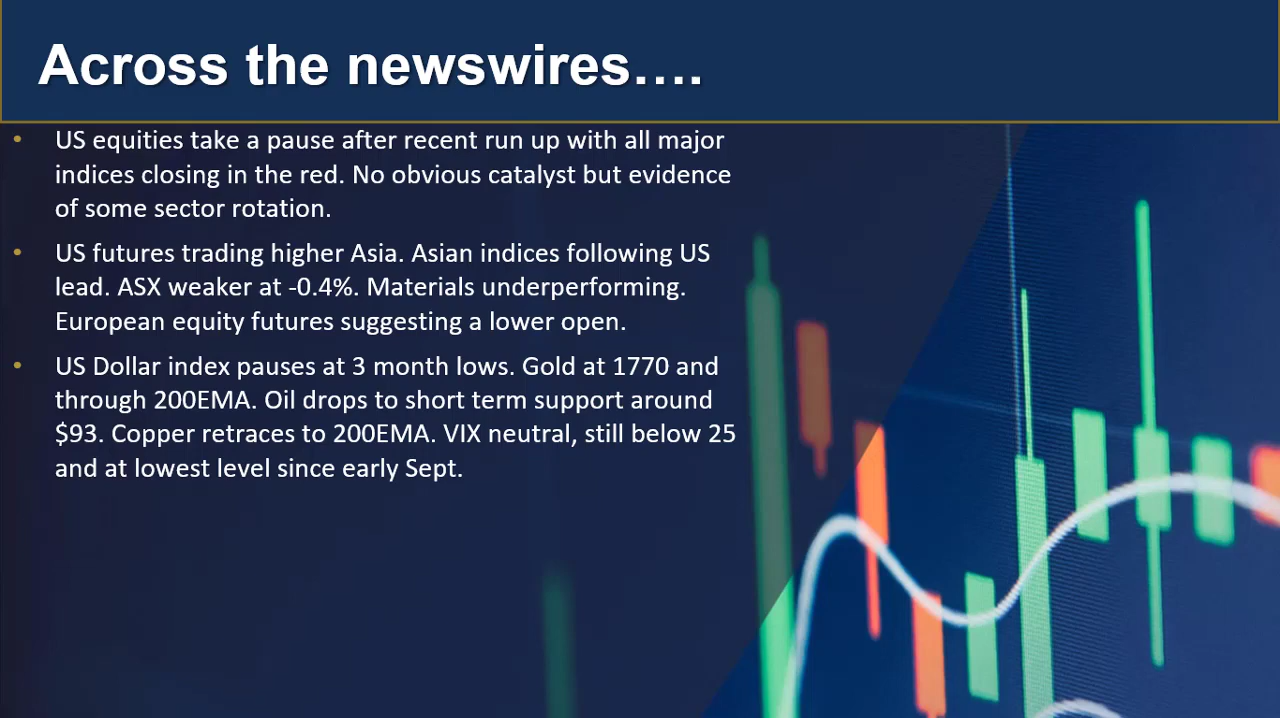 Across the newswires….
• US equities take a pause after recent run up with all major
indices closing in the red. No obvious catalyst but evidence
of some sector rotation.
• US futures trading higher Asia. Asian indices following US
lead. ASX weaker at -0.4%. Materials underperforming.
European equity futures suggesting a lower open.
• US Dollar index pauses at 3 month lows. Gold at 1770 and
through 200EMA. Oil drops to short term support around
$93. Copper retraces to 200EMA. VIX neutral, still below 25
and at lowest level since early Sept.